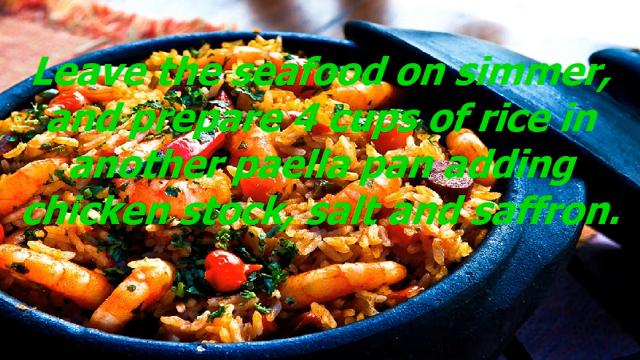 Leave the seafood on simmer,
and prepare 4 cups of rice in
another paella pan adding
chicken stock, salt and saffron.